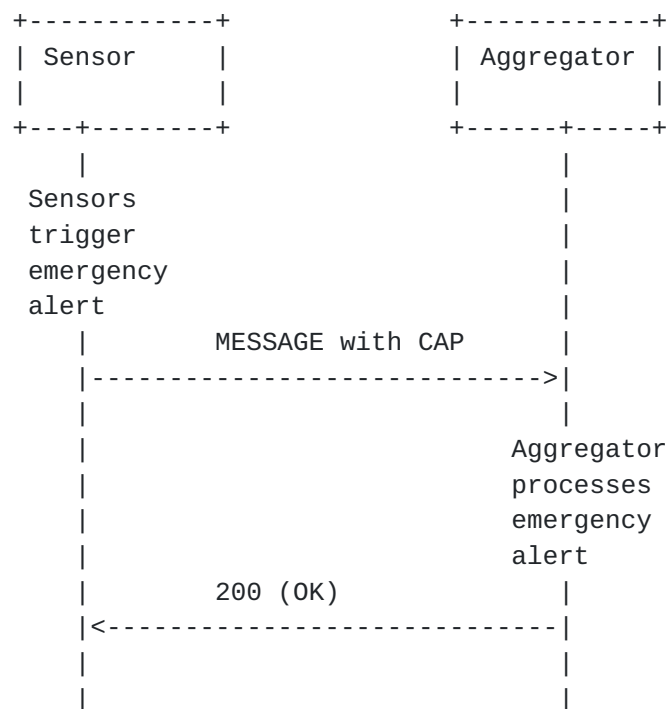 Sensor Aggregator
Sensors
trigger
emergency
alert
MESSAGE with CAP
Aggregator
processes
emergency
alert
200 (OK)